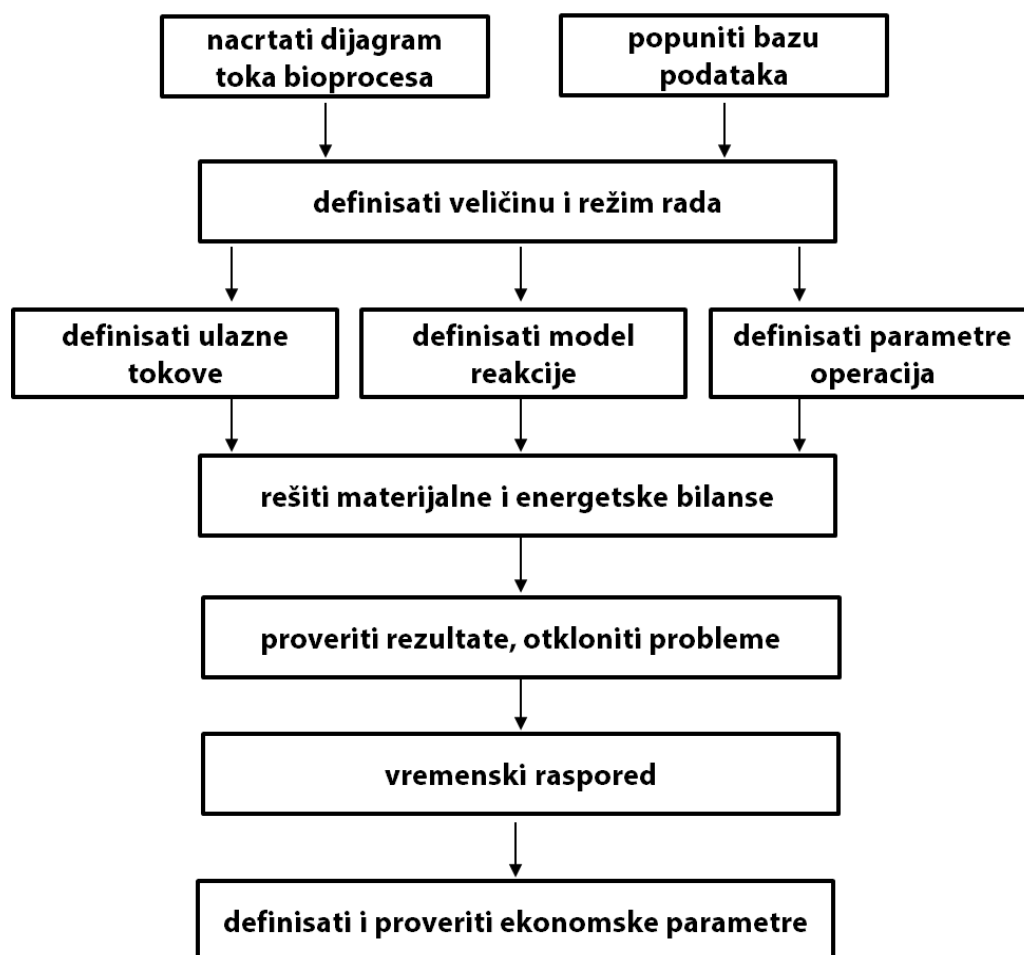 nacrtati dijagram
toka bioprocesa
popuniti bazu
podataka
definisati veličinu i režim rada
definisati ulazne
tokove
definisati model
reakcije
definisati parametre
operacija
rešiti materijalne i energetske bilanse
proveriti rezultate, otkloniti probleme
vremenski raspored
definisati i proveriti ekonomske parametre